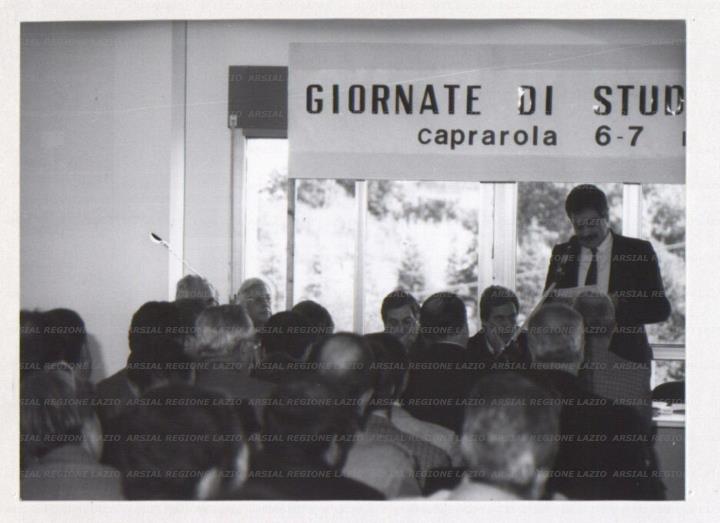 GIORNATE DI STUD
caprarola 6-7
ARSIAL REGIONE LAZIO